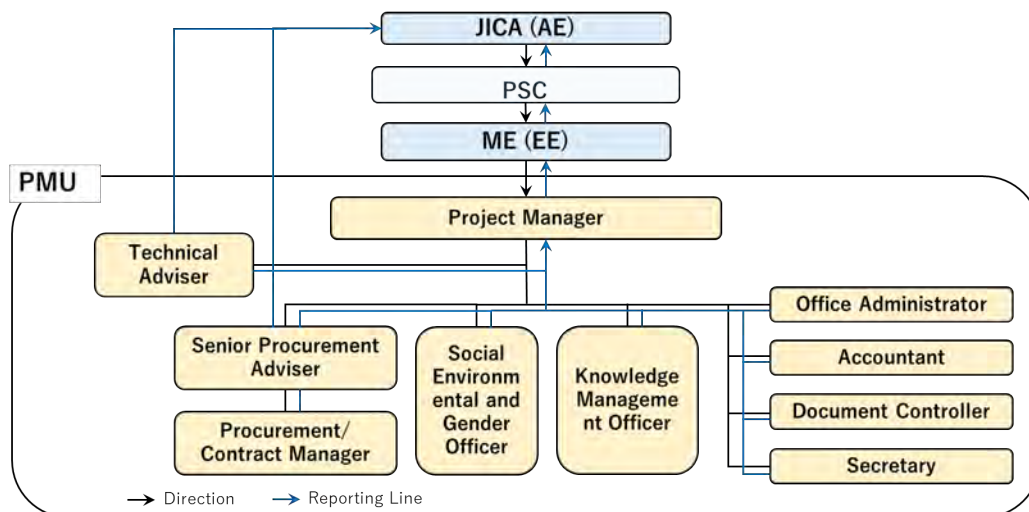 JICA (AE)
PSC
ME (EE)
PMU
Project Manager
Technical
Adviser
Office Administrator
Senior Procurement
Adviser
Social
Environm
ental and
Gender
Officer
Knowledge
Manageme
nt Officer
Accountant
Document Controller
Procurement/
Contract Manager
Secretary
Direction
Reporting Line